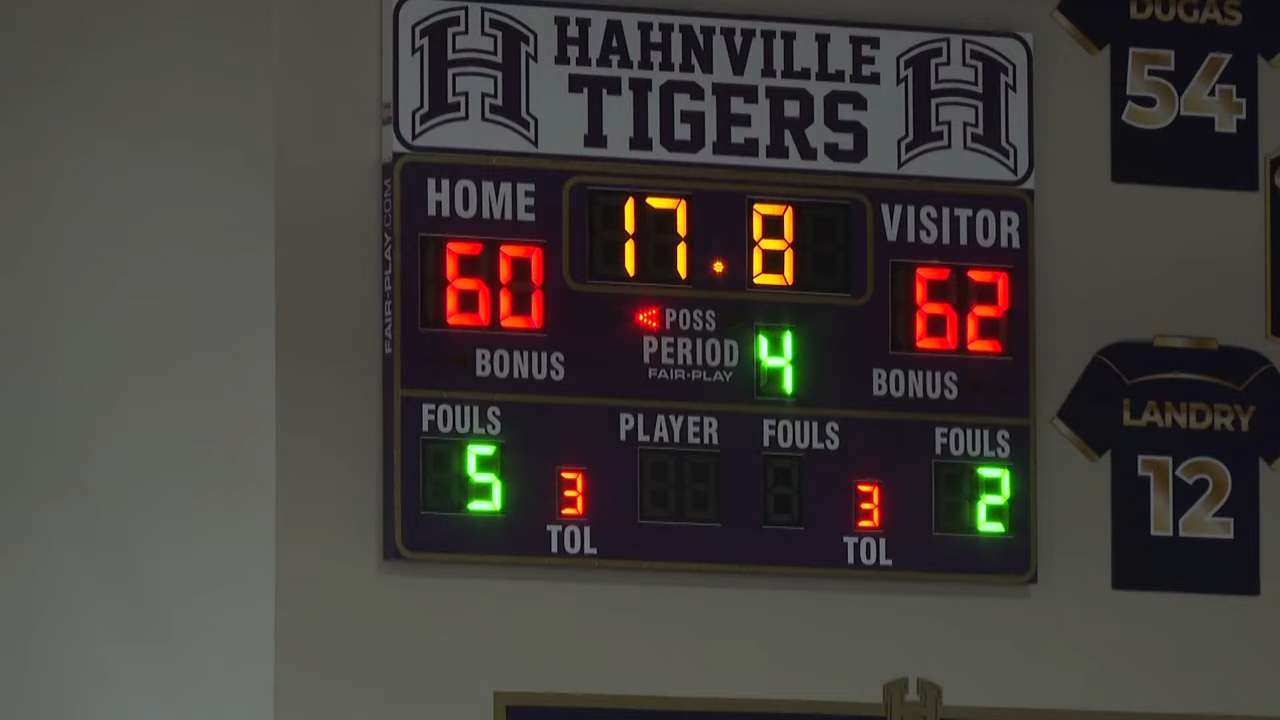 H HAHNVILLE H
TIGERS
DUGAS
54
HOME
17.8
VISITOR
60
62
POSS
PERIOD 4
FAIR-PLAY
BONUS
BONUS
FAIR-PLAY.COM
FOULS
PLAYER
FOULS
FOULS
5
3
3
2
TOL
TOL
LANDRY
12
H